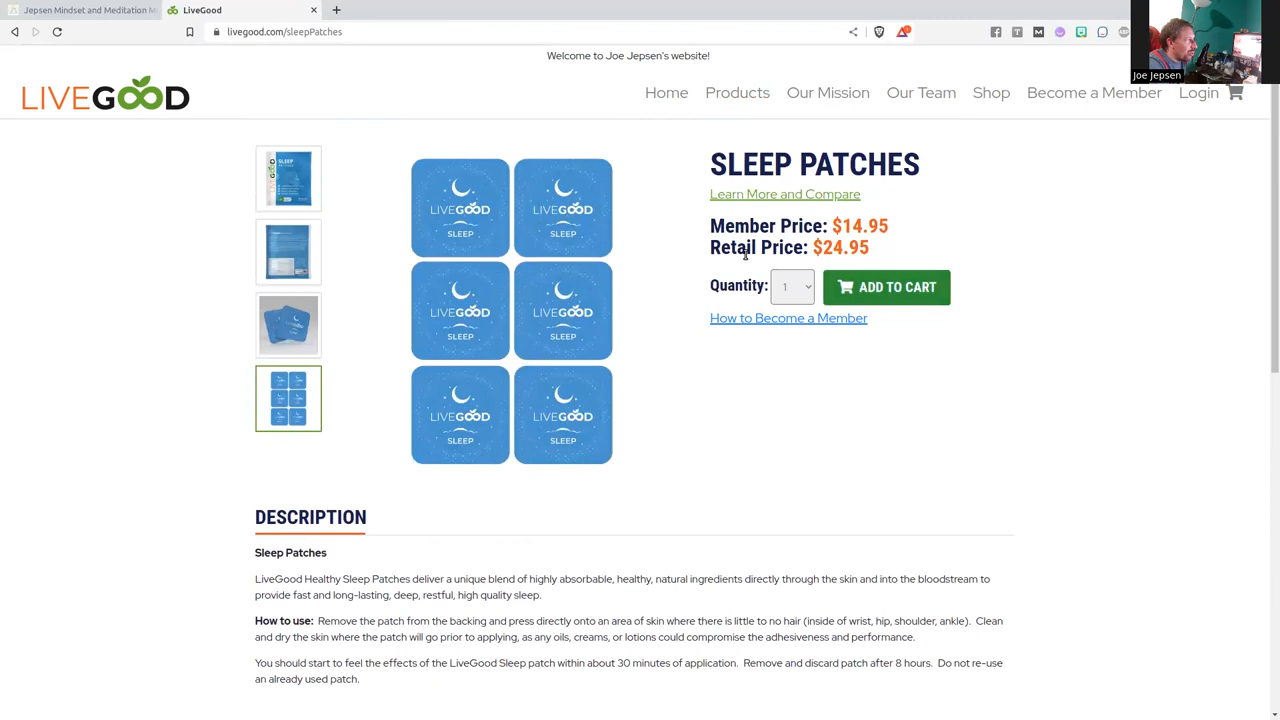 Jepsen Mindset and Meditation M
LiveGood
livegood.com/sleepPatches
Joe Jepsen
Welcome to Joe Jepsen's website!
LIVEGOOD
Home Products Our Mission Our Team Shop Become a Member Login
SLEEP
LIVEGOOD
SLEEP
LIVEGOOD
SLEEP
LIVEGOOD
SLEEP
LIVEGOOD
SLEEP
LIVEGOOD
SLEEP
LIVEGOOD
SLEEP
SLEEP PATCHES
Learn More and Compare
Member Price: $14.95
Retail Price: $24.95
Quantity: 1 ADD TO CART
How to Become a Member
DESCRIPTION
Sleep Patches
LiveGood Healthy Sleep Patches deliver a unique blend of highly absorbable, healthy, natural ingredients directly through the skin and into the bloodstream to
provide fast and long-lasting, deep, restful, high quality sleep.
How to use: Remove the patch from the backing and press directly onto an area of skin where there is little to no hair (inside of wrist, hip, shoulder, ankle). Clean
and dry the skin where the patch will go prior to applying, as any oils, creams, or lotions could compromise the adhesiveness and performance.
You should start to feel the effects of the LiveGood Sleep patch within about 30 minutes of application. Remove and discard patch after 8 hours. Do not re-use
an already used patch.